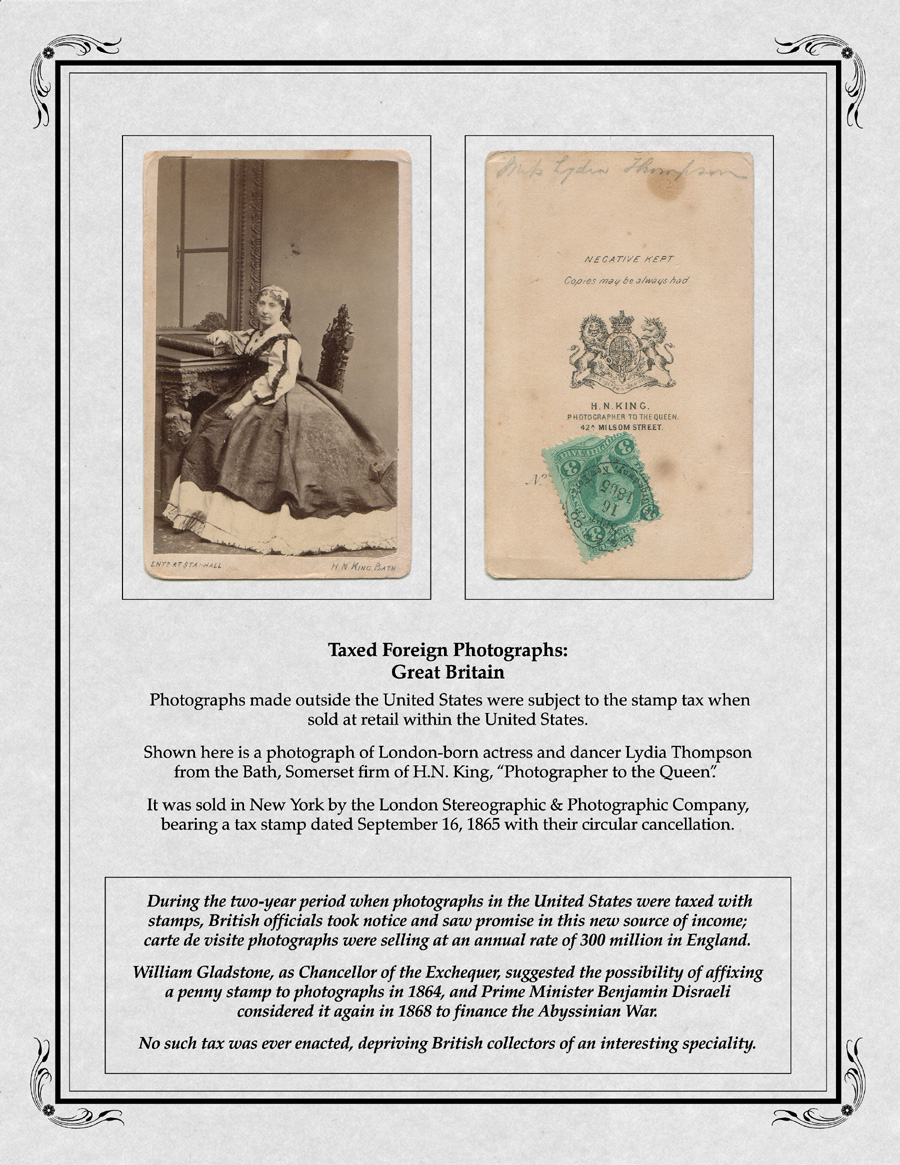 ENTD AT STA. HALL
H.N. KING, BATH
Miss Lydia Thompson
NEGATIVE KEPT
Copies may be always had
H.N. KING.
PHOTOGRAPHER TO THE QUEEN.
42^A MILSOM STREET.
Nº
3
3
3
16
1865
Taxed Foreign Photographs:
Great Britain
Photographs made outside the United States were subject to the stamp tax when
sold at retail within the United States.
Shown here is a photograph of London-born actress and dancer Lydia Thompson
from the Bath, Somerset firm of H.N. King, “Photographer to the Queen”.
It was sold in New York by the London Stereographic & Photographic Company,
bearing a tax stamp dated September 16, 1865 with their circular cancellation.
During the two-year period when photographs in the United States were taxed with
stamps, British officials took notice and saw promise in this new source of income;
carte de visite photographs were selling at an annual rate of 300 million in England.
William Gladstone, as Chancellor of the Exchequer, suggested the possibility of affixing
a penny stamp to photographs in 1864, and Prime Minister Benjamin Disraeli
considered it again in 1868 to finance the Abyssinian War.
No such tax was ever enacted, depriving British collectors of an interesting speciality.